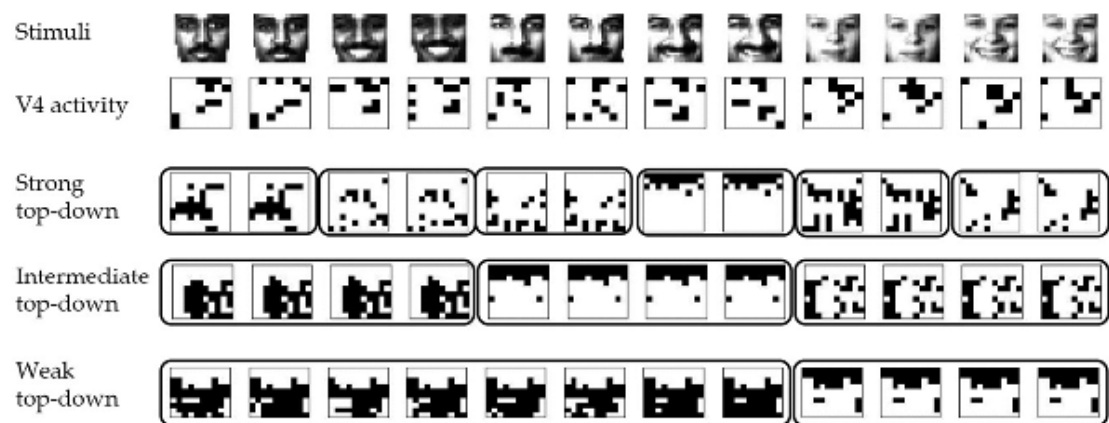 Stimuli
V4 activity
Strong
top-down
Intermediate
top-down
Weak
top-down